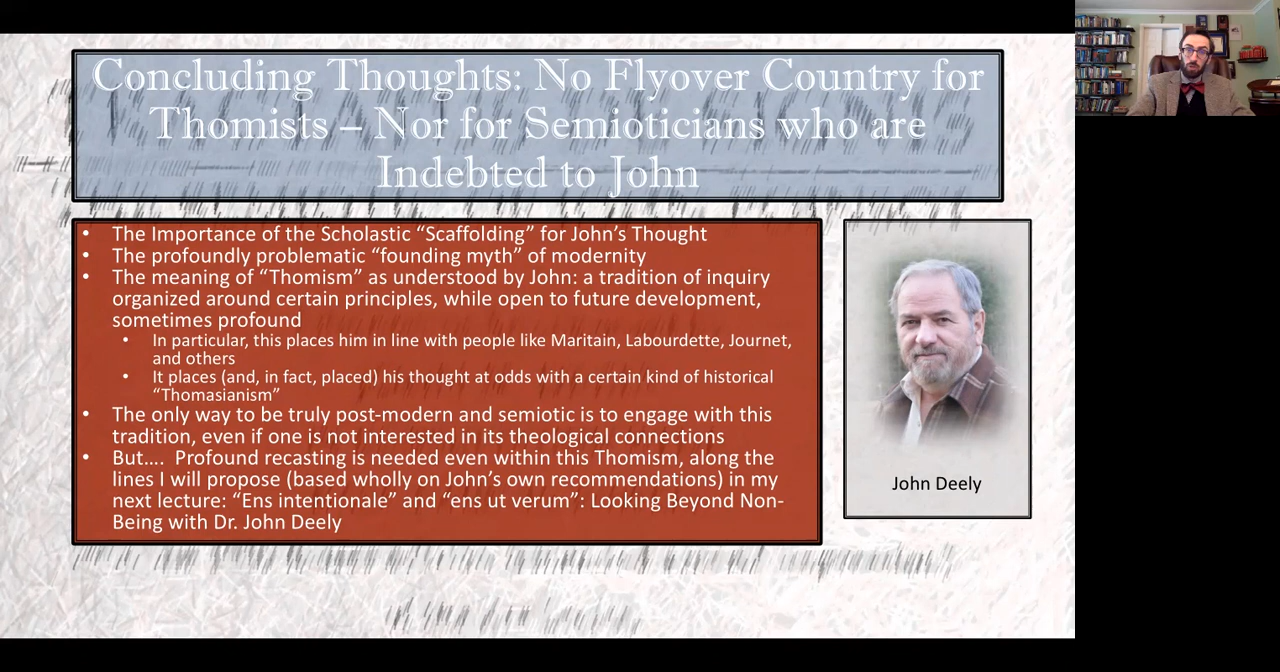 Concluding Thoughts: No Flyover Country for
Thomists – Nor for Semioticians who are
Indebted to John
• The Importance of the Scholastic “Scaffolding” for John’s Thought
• The profoundly problematic “founding myth” of modernity
• The meaning of “Thomism” as understood by John: a tradition of inquiry
organized around certain principles, while open to future development,
sometimes profound
• In particular, this places him in line with people like Maritain, Labourdette, Journet,
and others
• It places (and, in fact, placed) his thought at odds with a certain kind of historical
“Thomasianism”
• The only way to be truly post-modern and semiotic is to engage with this
tradition, even if one is not interested in its theological connections
• But…. Profound recasting is needed even within this Thomism, along the
lines I will propose (based wholly on John’s own recommendations) in my
next lecture: “Ens intentionale” and “ens ut verum”: Looking Beyond Non-
Being with Dr. John Deely
John Deely